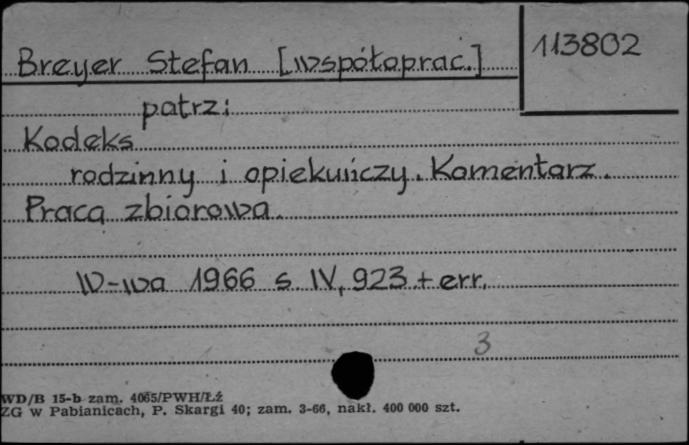 Breyer Stefan [współoprac.]
113802
patrz:
Kodeks
rodzinny i opiekuńczy. Komentarz.
Praca zbiorowa.
W-wa 1966 s IV, 923 + err.
3
WD/B 15-b zam. 4065/PWH/Łź
ZG w Pabianicach, P. Skargi 40; zam. 3-66, nakł. 400 000 szt.